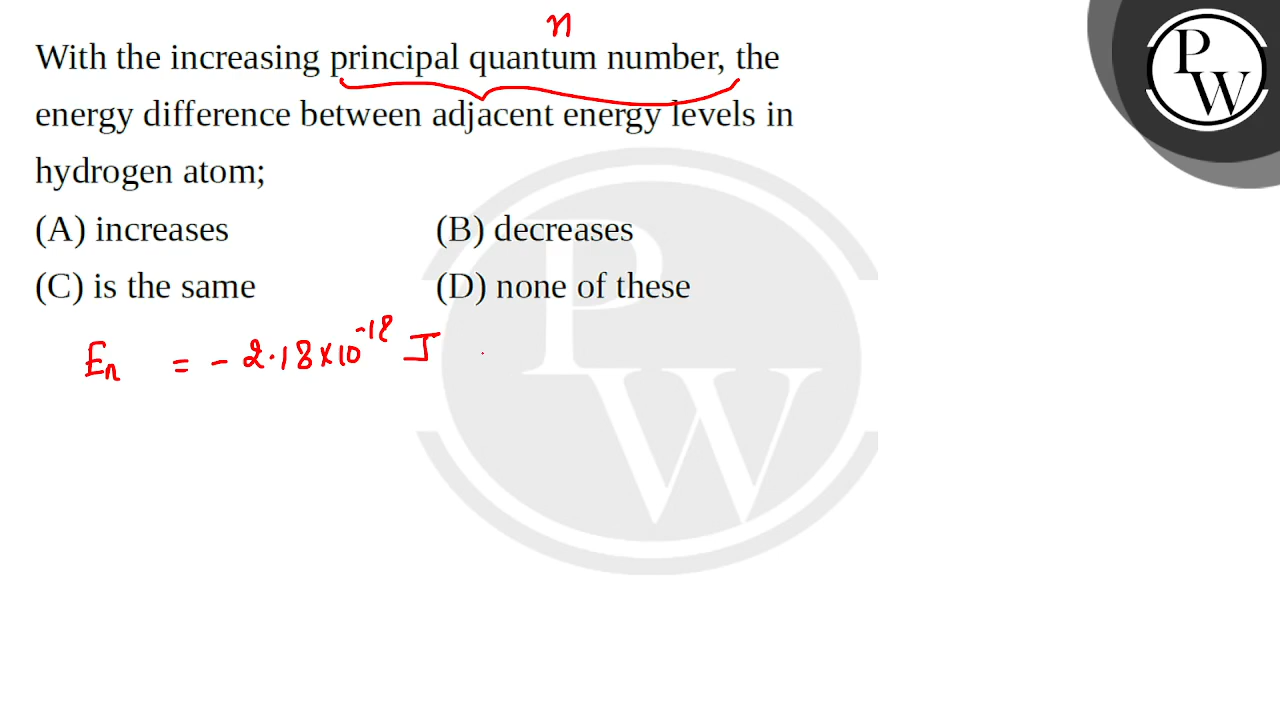 n
With the increasing principal quantum number, the
energy difference between adjacent energy levels in
hydrogen atom;
(A) increases (B) decreases
(C) is the same (D) none of these
Eₙ = - 2.18×10⁻¹⁸ J
P
W
P
W